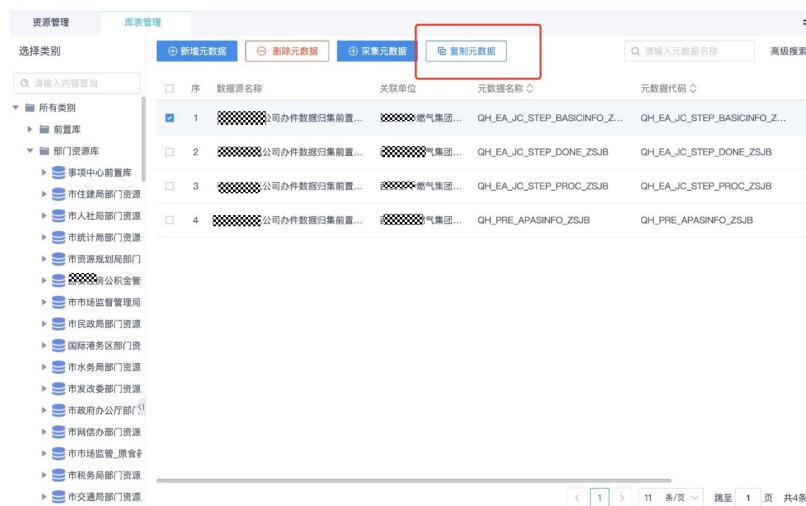 资源管理
库表管理
选择类别
新增元数据
删除元数据
采集元数据
复制元数据
请输入元数据名称
高级搜索
请输入内容查询
序 数据源名称 关联单位 元数据名称 元数据代码
所有类别
1 公司办件数据归集前置... 燃气集团... QH_EA_JC_STEP_BASICINFO_Z... QH_EA_JC_STEP_BASICINFO_Z...
前置库
部门资源库
2 公司办件数据归集前置... 气集团... QH_EA_JC_STEP_DONE_ZSJB QH_EA_JC_STEP_DONE_ZSJB
事项中心前置库
3 公司办件数据归集前置... 燃气集团... QH_EA_JC_STEP_PROC_ZSJB QH_EA_JC_STEP_PROC_ZSJB
市住建局部门资源
市人社局部门资源
4 公司办件数据归集前置... 气集团... QH_PRE_APASINFO_ZSJB QH_PRE_APASINFO_ZSJB
市统计局部门资源
市资源规划局部门
房公积金管
市市场监督管理局
市民政局部门资源
国际港务区部门资
市水务局部门资源
市发改委部门资源
市政府办公厅部门
市网信办部门资源
市市场监管_原食药
市税务局部门资源
市交通局部门资源
< 1 > 11 条/页 跳至 1 页 共4条